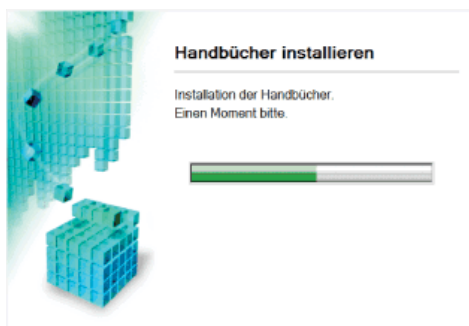 Handbücher installieren
Installation der Handbücher.
Einen Moment bitte.